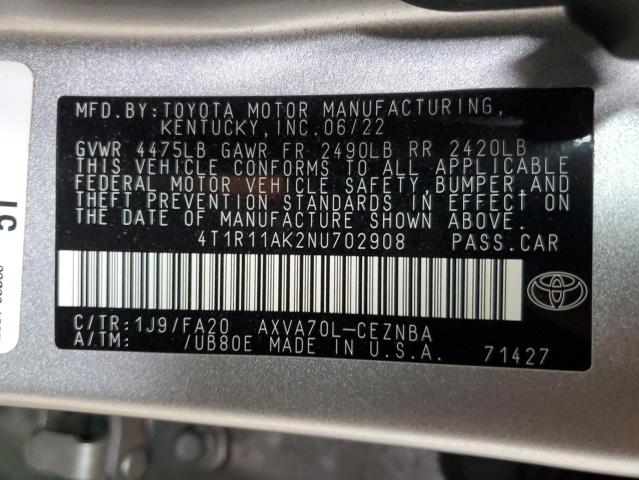 MFD.BY:TOYOTA MOTOR MANUFACTURING,
KENTUCKY,INC.06/22
GVWR 4475LB GAWR FR 2490LB RR 2420LB
THIS VEHICLE CONFORMS TO ALL APPLICABLE
FEDERAL MOTOR VEHICLE SAFETY,BUMPER,AND
THEFT PREVENTION STANDARDS IN EFFECT ON
THE DATE OF MANUFACTURE SHOWN ABOVE.
4T1R11AK2NU702908 PASS.CAR
C/TR:1J9/FA20 AXVA70L-CEZNBA
A/TM: /UB80E MADE IN U.S.A. 71427